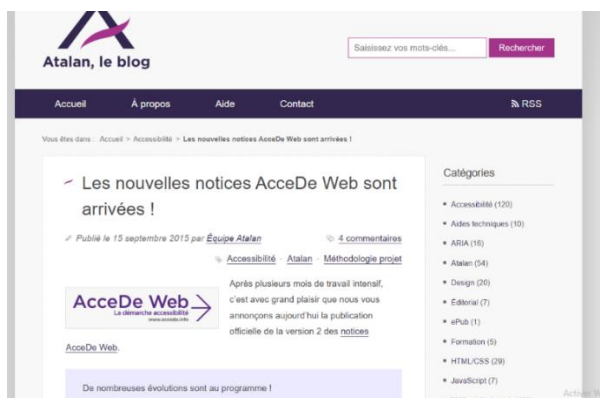 Atalan, le blog
Saisissez vos mots-clés...
Rechercher
Accueil
À propos
Aide
Contact
RSS
Vous êtes dans : Accueil > Accessibilité > Les nouvelles notices AcceDe Web sont arrivées !
Les nouvelles notices AcceDe Web sont
arrivées !
Publié le 15 septembre 2015 par Équipe Atalan
4 commentaires
Accessibilité · Atalan · Méthodologie projet
AcceDe Web
La démarche accessibilité
www.accede.info
Après plusieurs mois de travail intensif,
c'est avec grand plaisir que nous vous
annonçons aujourd'hui la publication
officielle de la version 2 des notices
AcceDe Web.
De nombreuses évolutions sont au programme !
Catégories
Accessibilité (120)
Aides techniques (10)
ARIA (16)
Atalan (54)
Design (20)
Éditorial (7)
ePub (1)
Formation (5)
HTML/CSS (29)
JavaScript (7)